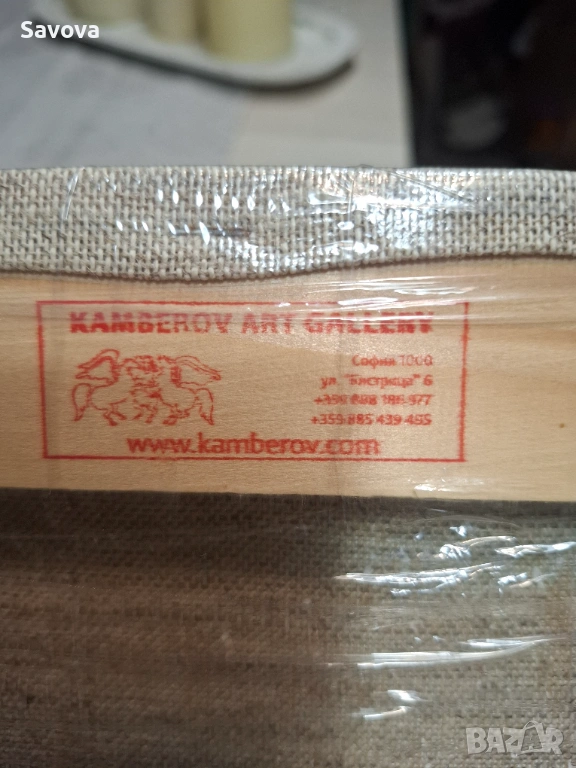 Savova
KAMBEROV ART GALLERY
София 1000
ул. "Бистрица" 6
+359 888 186 977
+359 885 439 455
www.kamberov.com
BAZAR